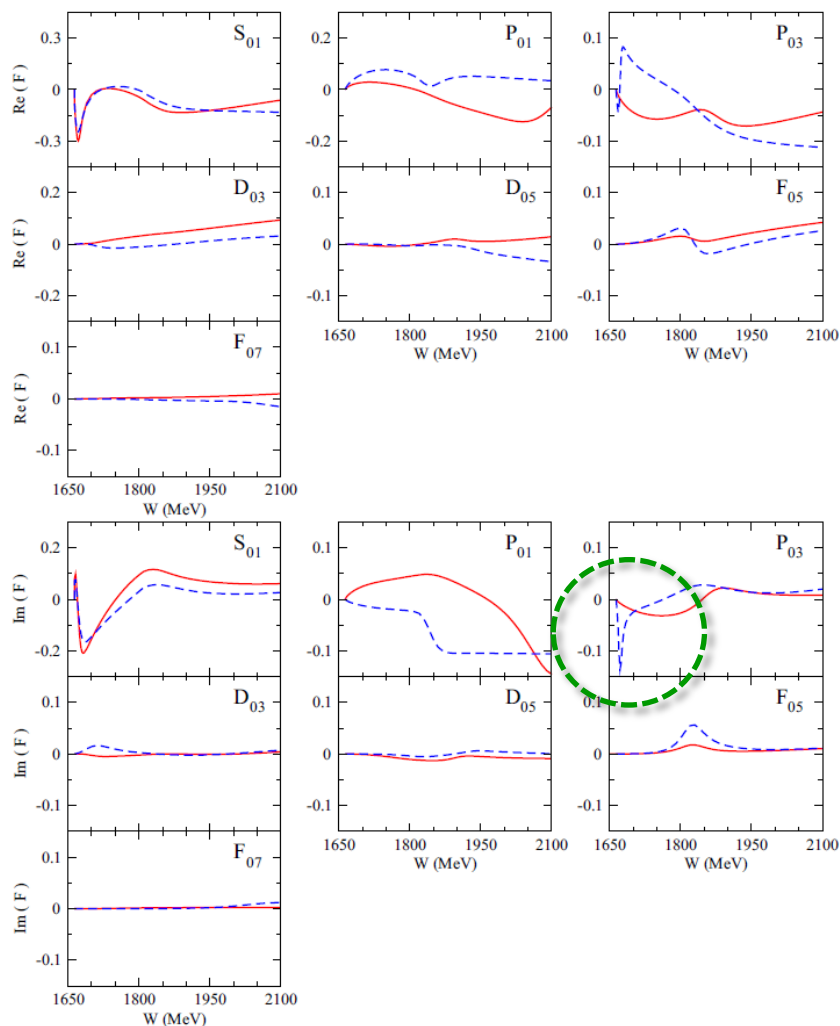 S01 P01 P03
0.3 0.2 0.1
Re ( F )
0 0 0
-0.3 -0.2 -0.1
D03 D05 F05
0.2 0.1 0.1
Re ( F )
0 0 0
-0.2 -0.1 -0.1
1650 1800 1950 2100 1650 1800 1950 2100
W (MeV) W (MeV)
F07
0.1
Re ( F )
0
-0.1
1650 1800 1950 2100
W (MeV)
S01 P01 P03
0.2 0.1 0.1
Im ( F )
0 0 0
-0.2 -0.1 -0.1
D03 D05 F05
0.1 0.1 0.1
Im ( F )
0 0 0
-0.1 -0.1 -0.1
1650 1800 1950 2100 1650 1800 1950 2100
W (MeV) W (MeV)
F07
0.1
Im ( F )
0
-0.1
1650 1800 1950 2100
W (MeV)